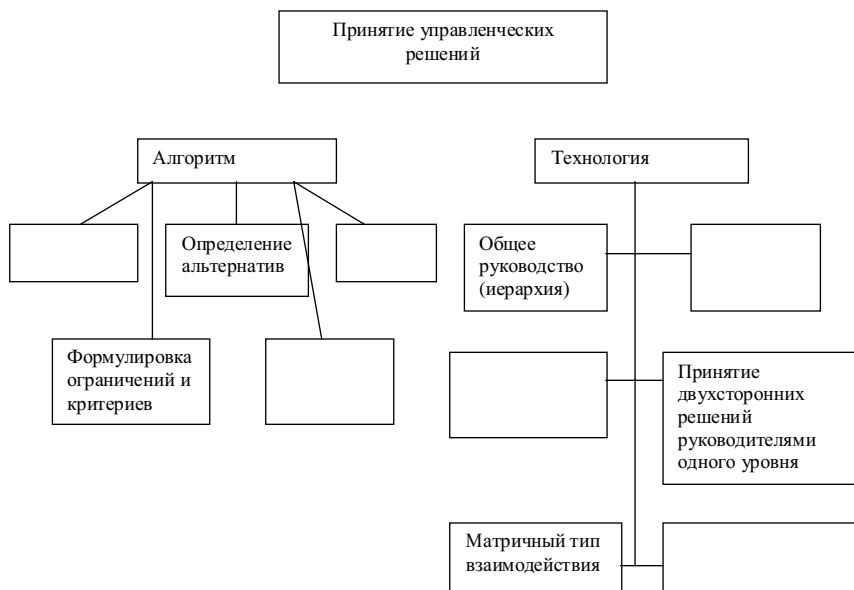 Принятие управленческих
решений
Алгоритм
Технология
Определение
альтернатив
Общее
руководство
(иерархия)
Формулировка
ограничений и
критериев
Принятие
двухсторонних
решений
руководителями
одного уровня
Матричный тип
взаимодействия